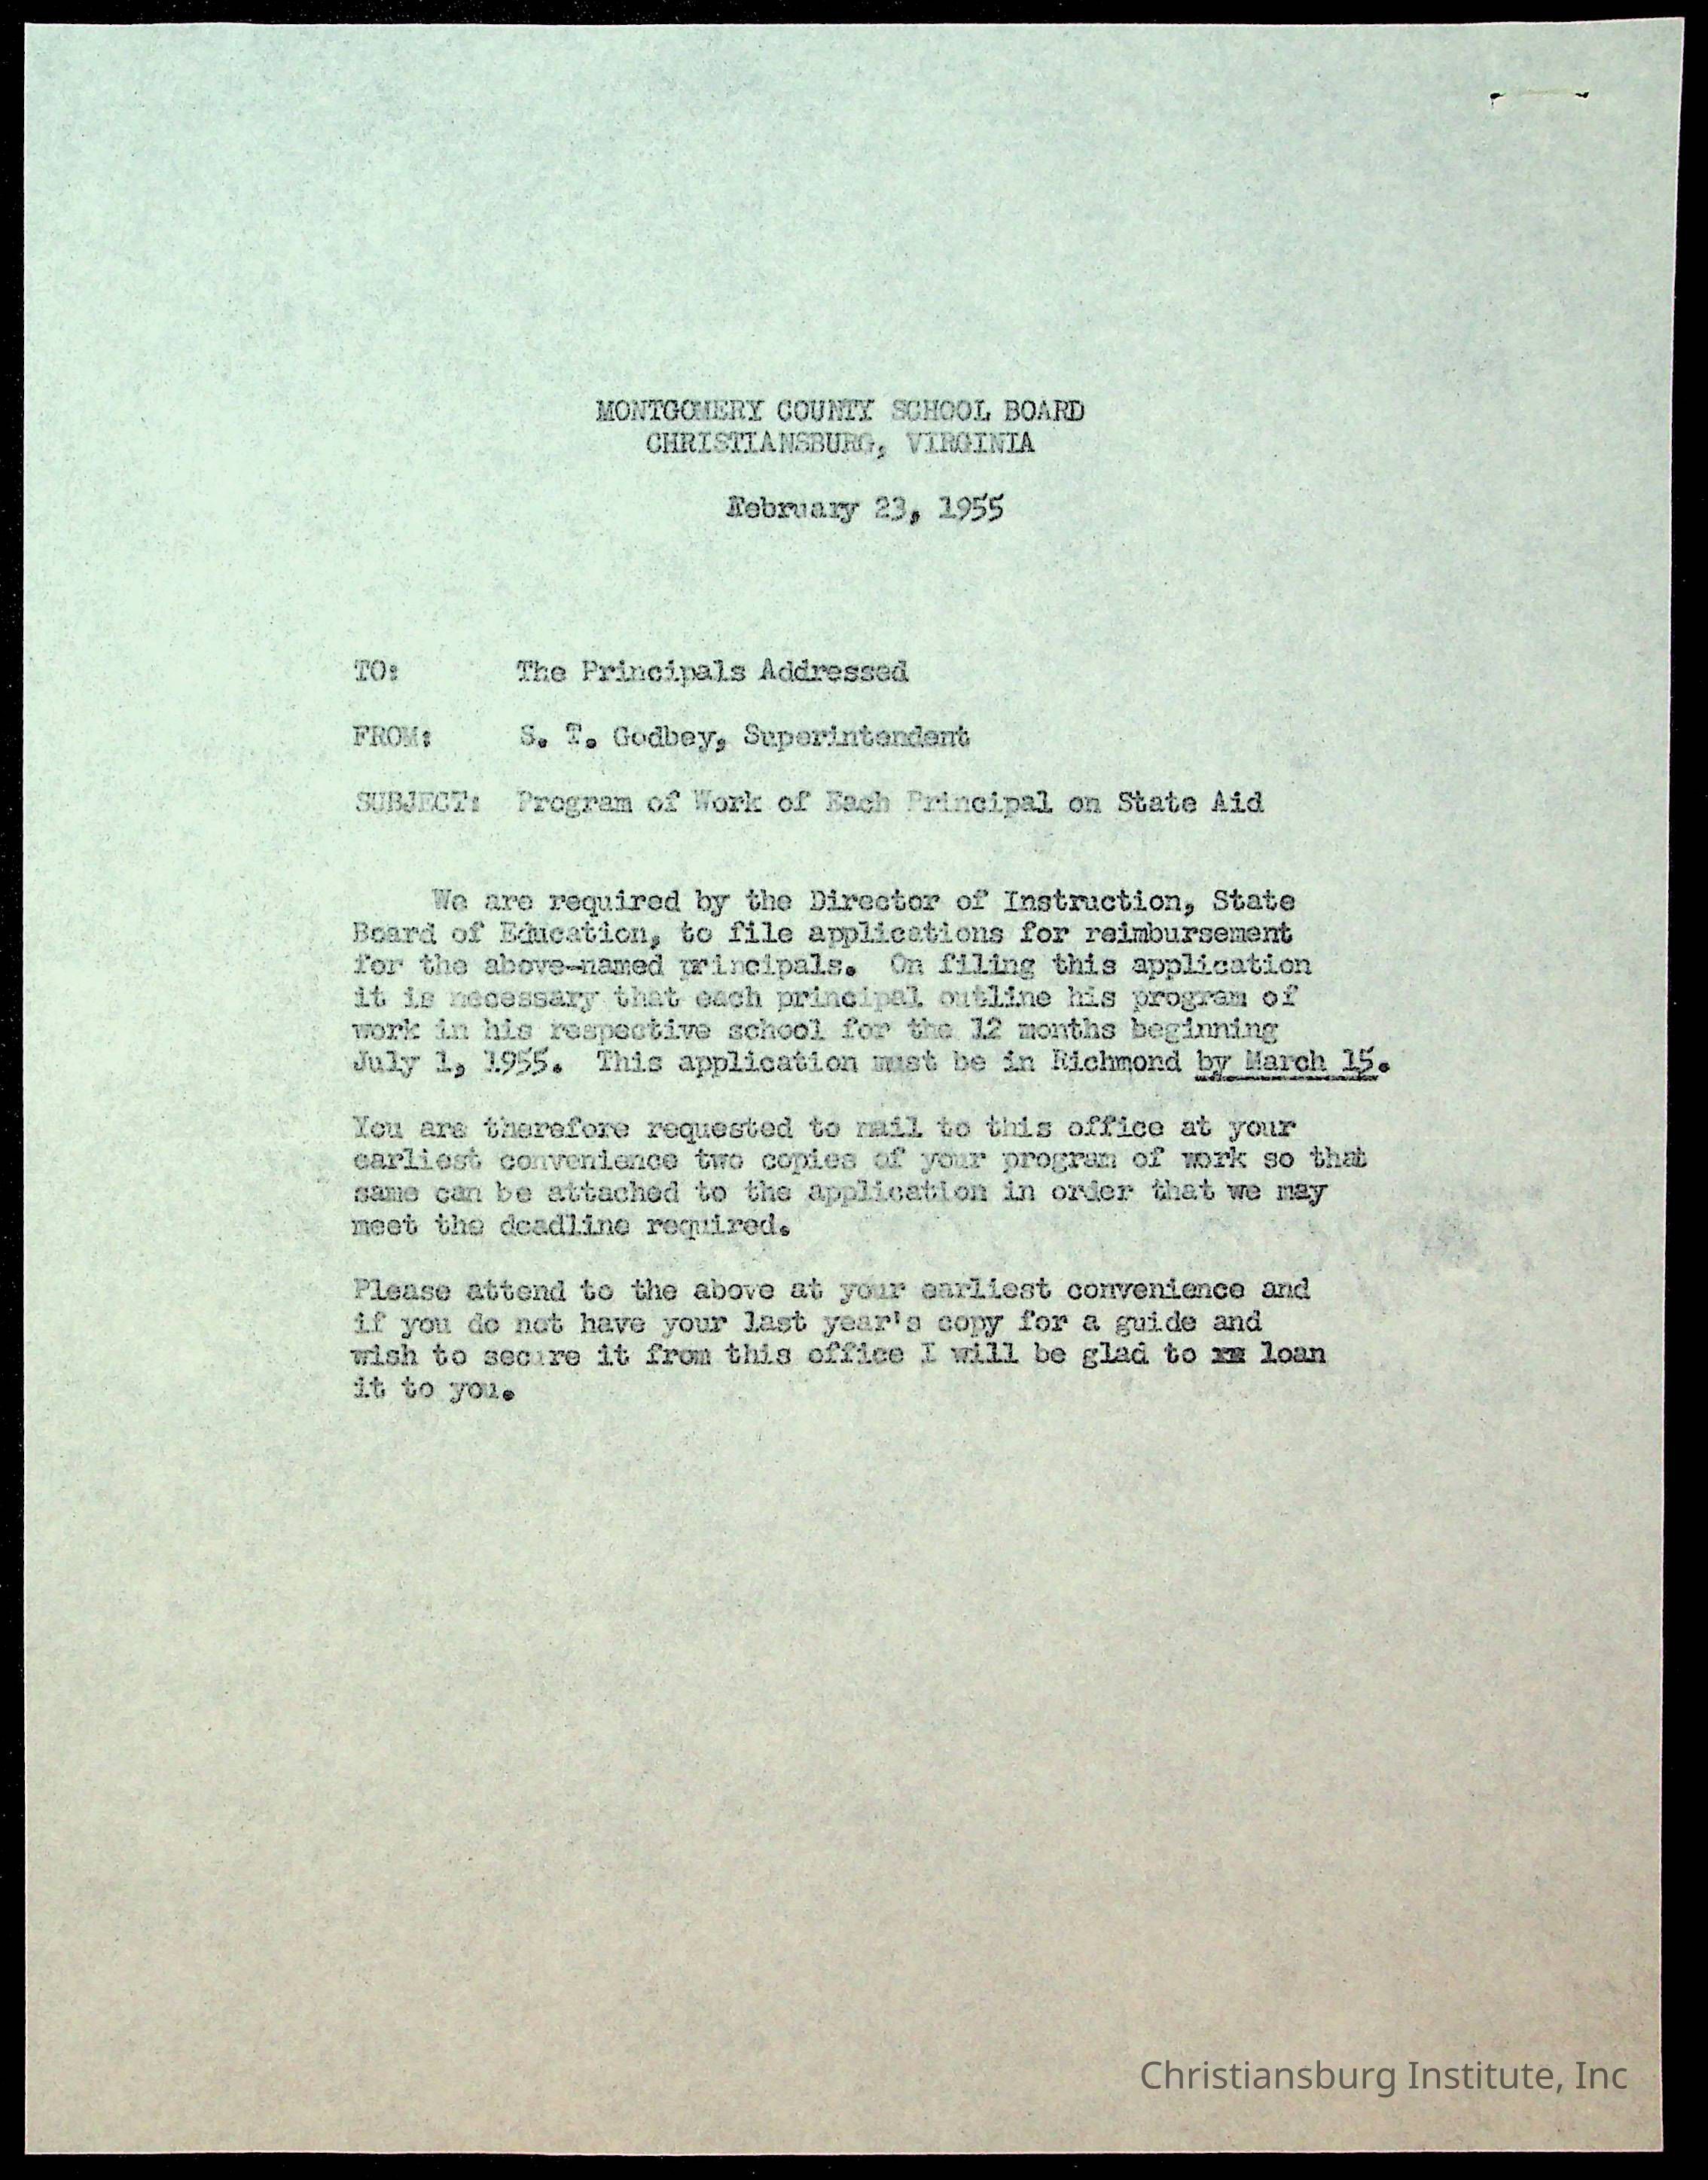 MONTGOMERY COUNTY SCHOOL BOARD
CHRISTIANSBURG, VIRGINIA
February 23, 1955
TO: The Principals Addressed
FROM: S. T. Godbey, Superintendent
SUBJECT: Program of Work of Each Principal on State Aid
We are required by the Director of Instruction, State
Board of Education, to file applications for reimbursement
for the above-named principals. On filing this application
it is necessary that each principal outline his program of
work in his respective school for the 12 months beginning
July 1, 1955. This application must be in Richmond by March 15.
You are therefore requested to mail to this office at your
earliest convenience two copies of your program of work so that
same can be attached to the application in order that we may
meet the deadline required.
Please attend to the above at your earliest convenience and
if you do not have your last year's copy for a guide and
wish to secure it from this office I will be glad to loan
it to you.
Christiansburg Institute, Inc